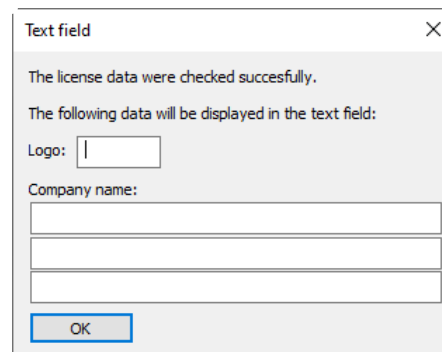 Text field
The license data were checked succesfully.
The following data will be displayed in the text field:
Logo:
Company name:
OK